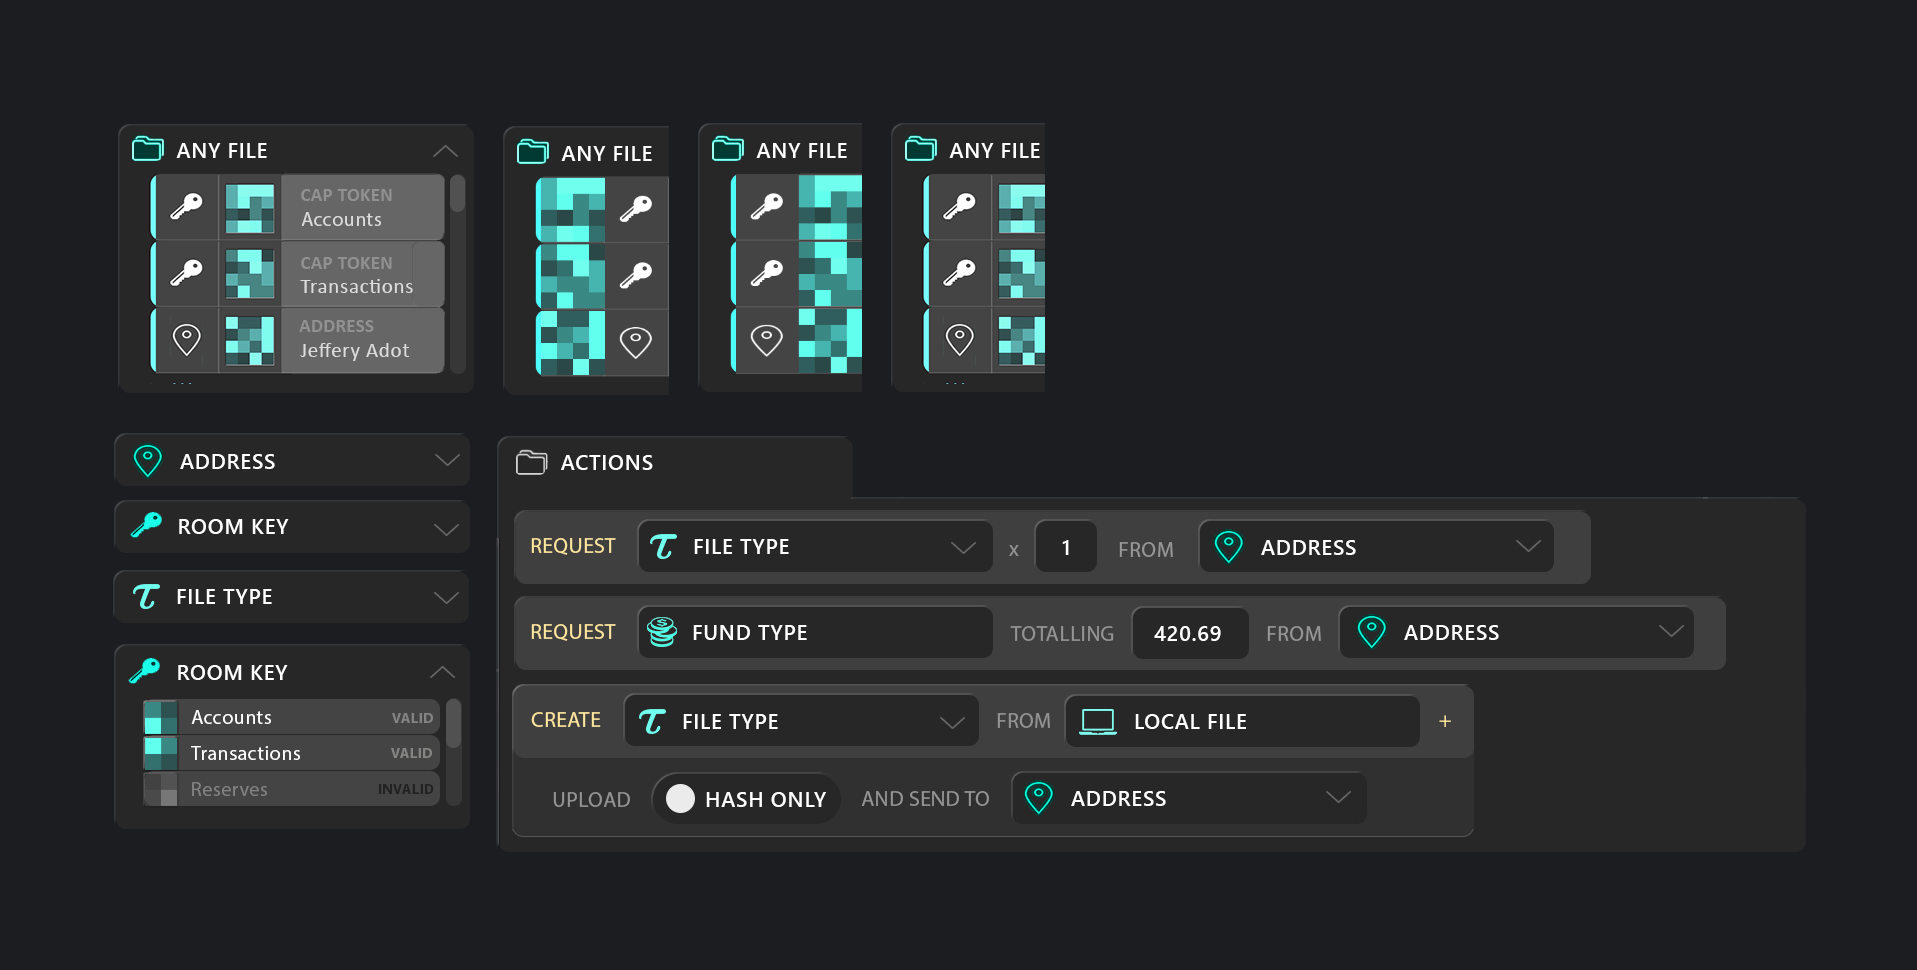 ANY FILE
CAP TOKEN
Accounts
CAP TOKEN
Transactions
ADDRESS
Jeffery Adot
...
ANY FILE
ANY FILE
ANY FILE
...
ADDRESS
ROOM KEY
FILE TYPE
ROOM KEY
Accounts VALID
Transactions VALID
Reserves INVALID
ACTIONS
REQUEST FILE TYPE x 1 FROM ADDRESS
REQUEST FUND TYPE TOTALLING 420.69 FROM ADDRESS
CREATE FILE TYPE FROM LOCAL FILE +
UPLOAD HASH ONLY AND SEND TO ADDRESS